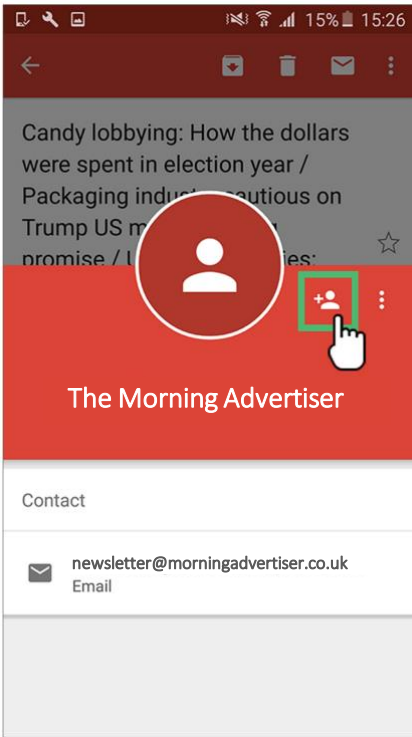 15% 15:26
Candy lobbying: How the dollars
were spent in election year /
Packaging cautious on
Trump US
promise /
The Morning Advertiser
Contact
newsletter@morningadvertiser.co.uk
Email